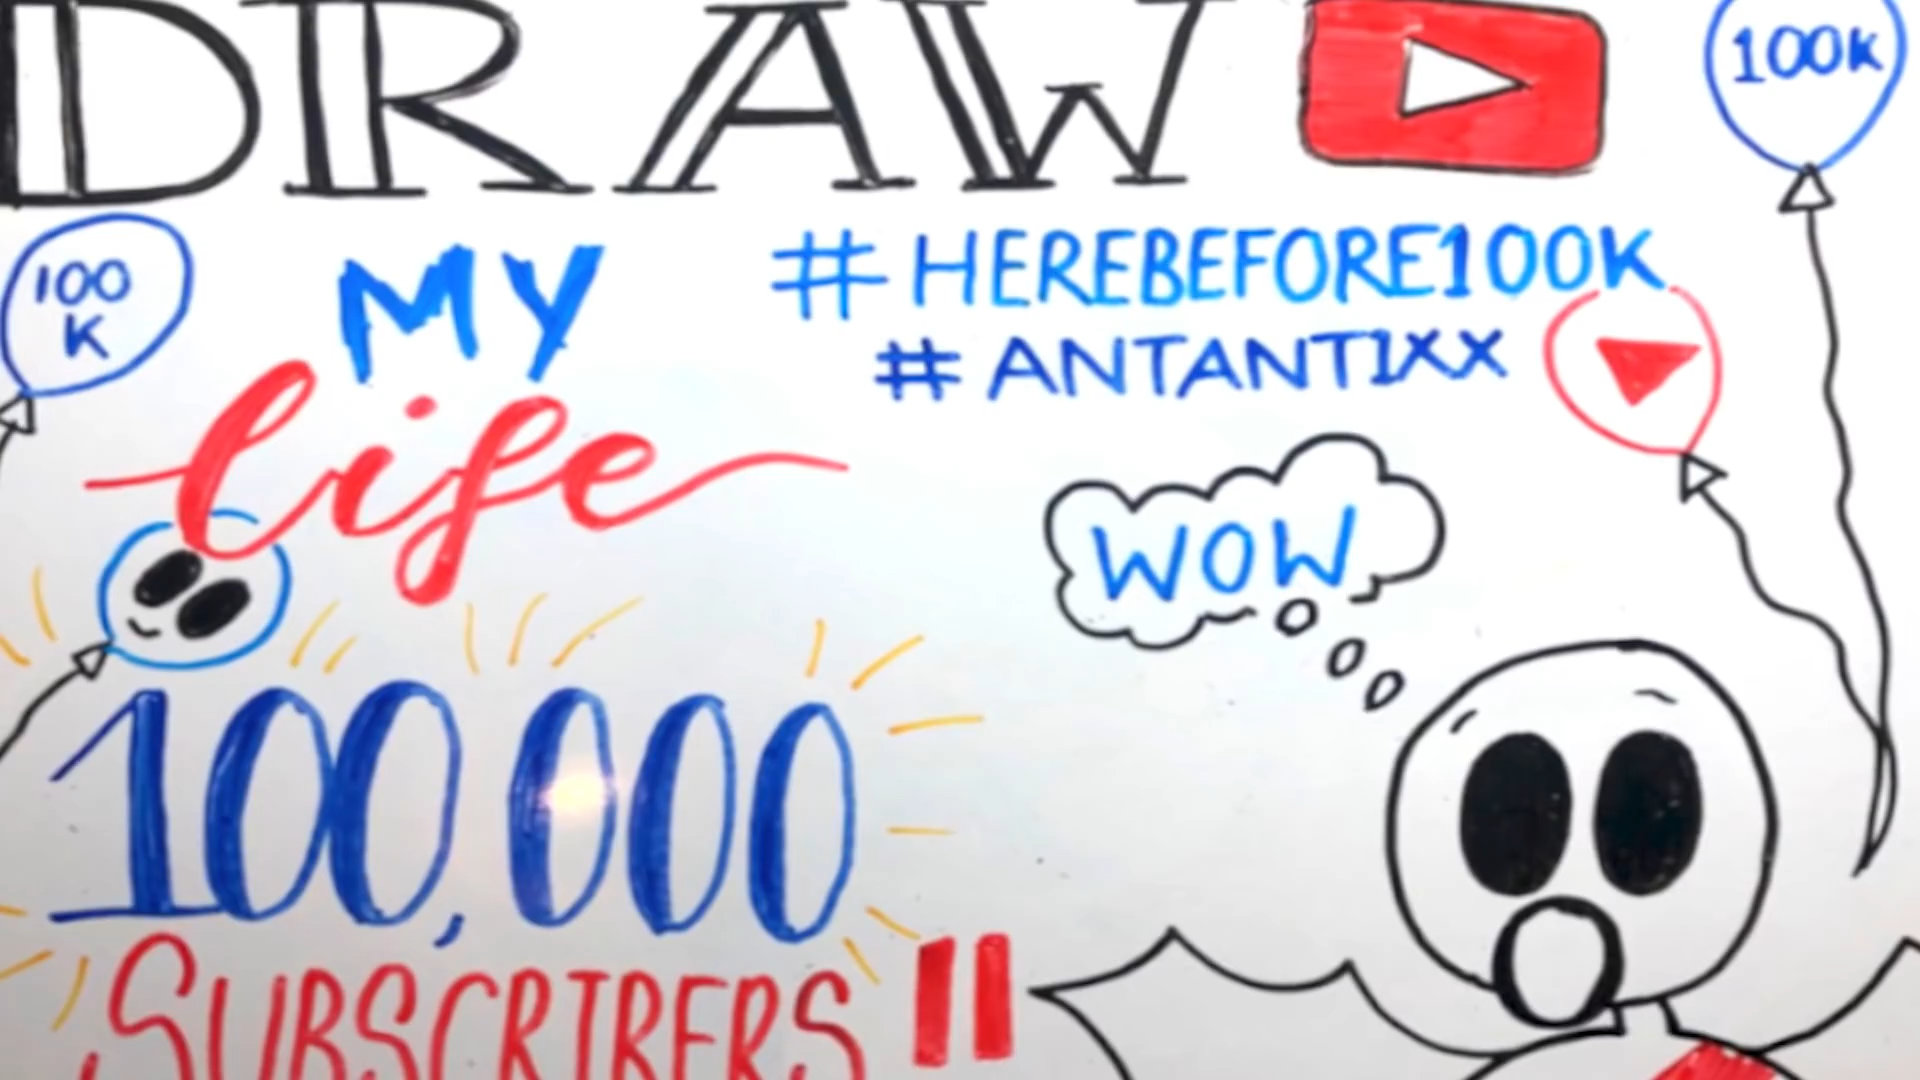 DRAW
100K
100
K
MY
#HEREBEFORE100K
#ANTANTIXX
life
WOW
100,000
SUBSCRIBERS !!